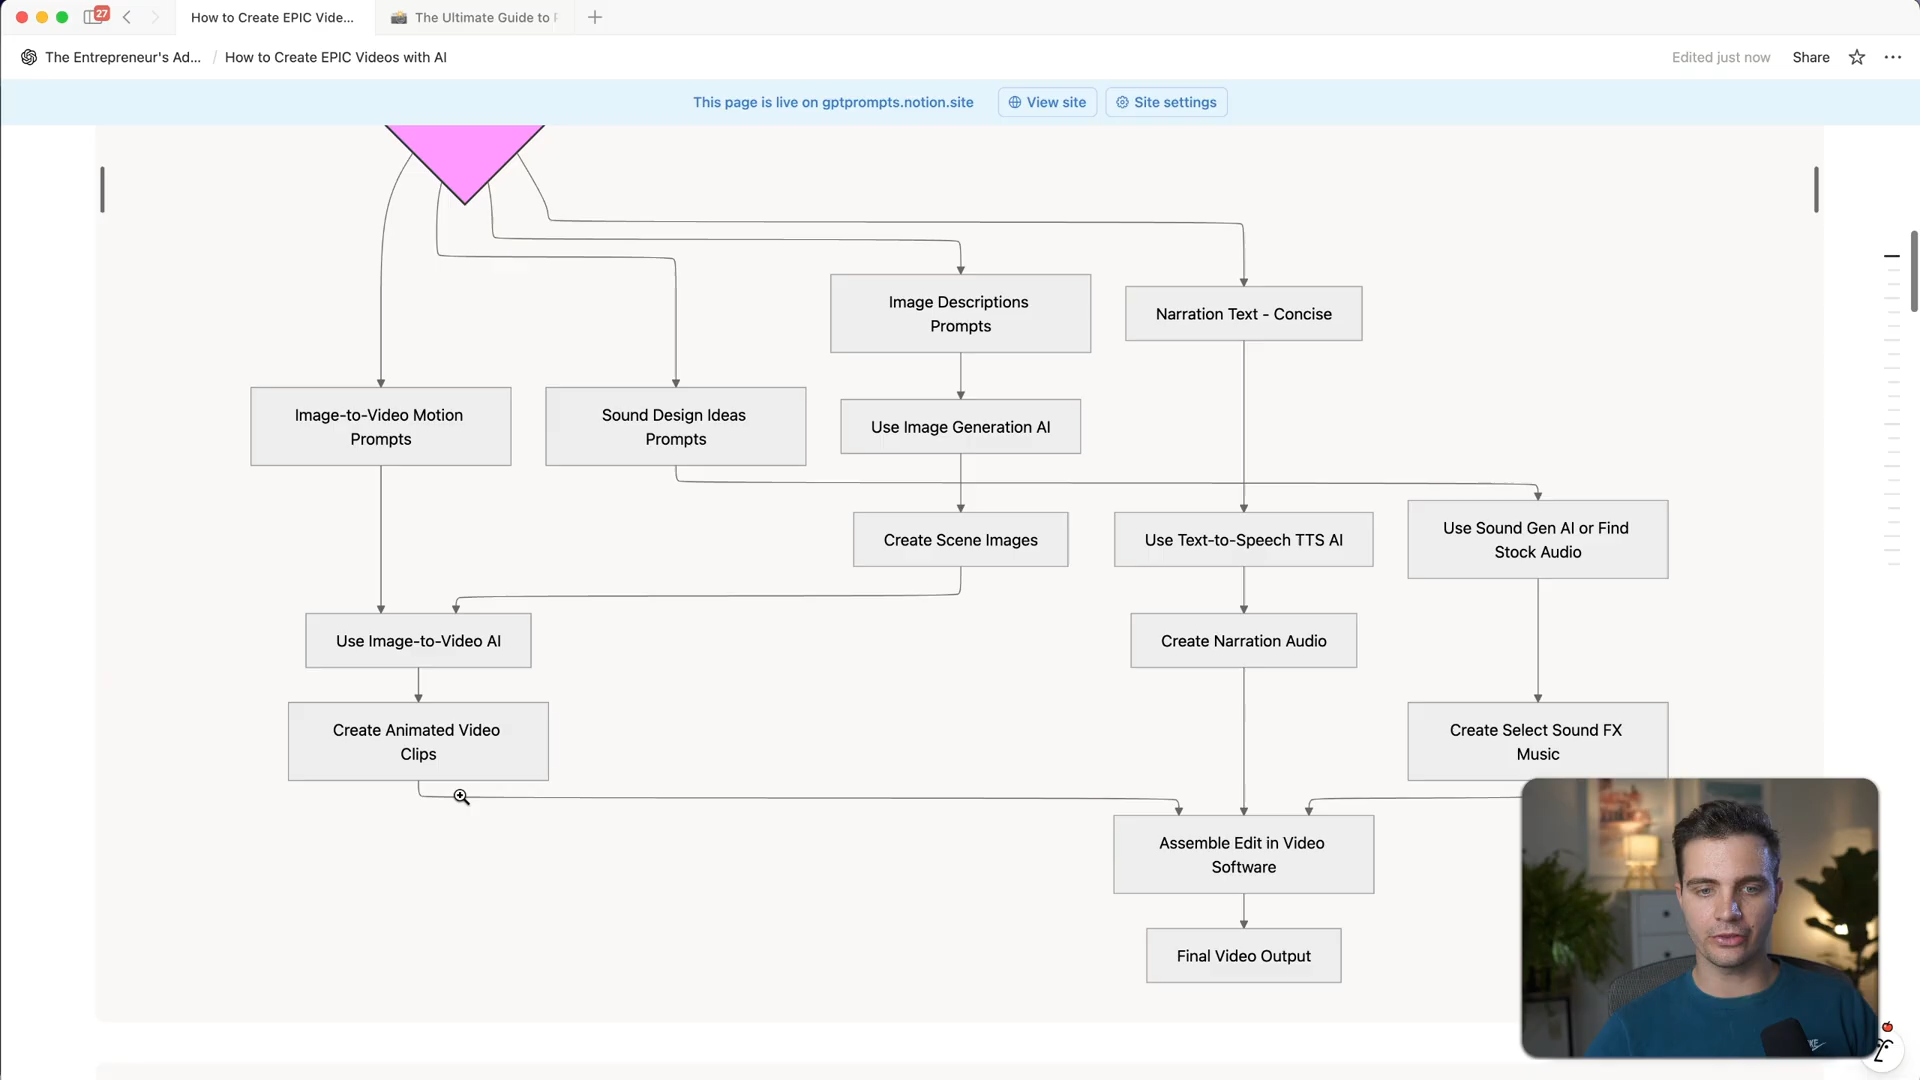 27
How to Create EPIC Vide...
The Ultimate Guide to
The Entrepreneur's Ad... / How to Create EPIC Videos with AI
Edited just now
Share
This page is live on gptprompts.notion.site
View site
Site settings
Image Descriptions
Prompts
Narration Text - Concise
Image-to-Video Motion
Prompts
Sound Design Ideas
Prompts
Use Image Generation AI
Create Scene Images
Use Text-to-Speech TTS AI
Use Sound Gen AI or Find
Stock Audio
Use Image-to-Video AI
Create Narration Audio
Create Animated Video
Clips
Create Select Sound FX
Music
Assemble Edit in Video
Software
Final Video Output